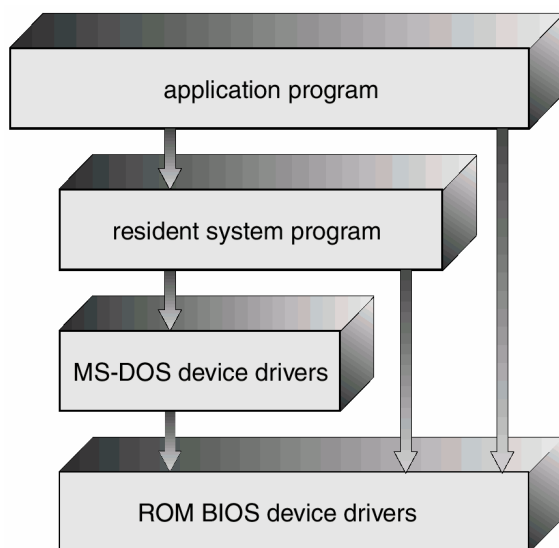 application program
resident system program
MS-DOS device drivers
ROM BIOS device drivers